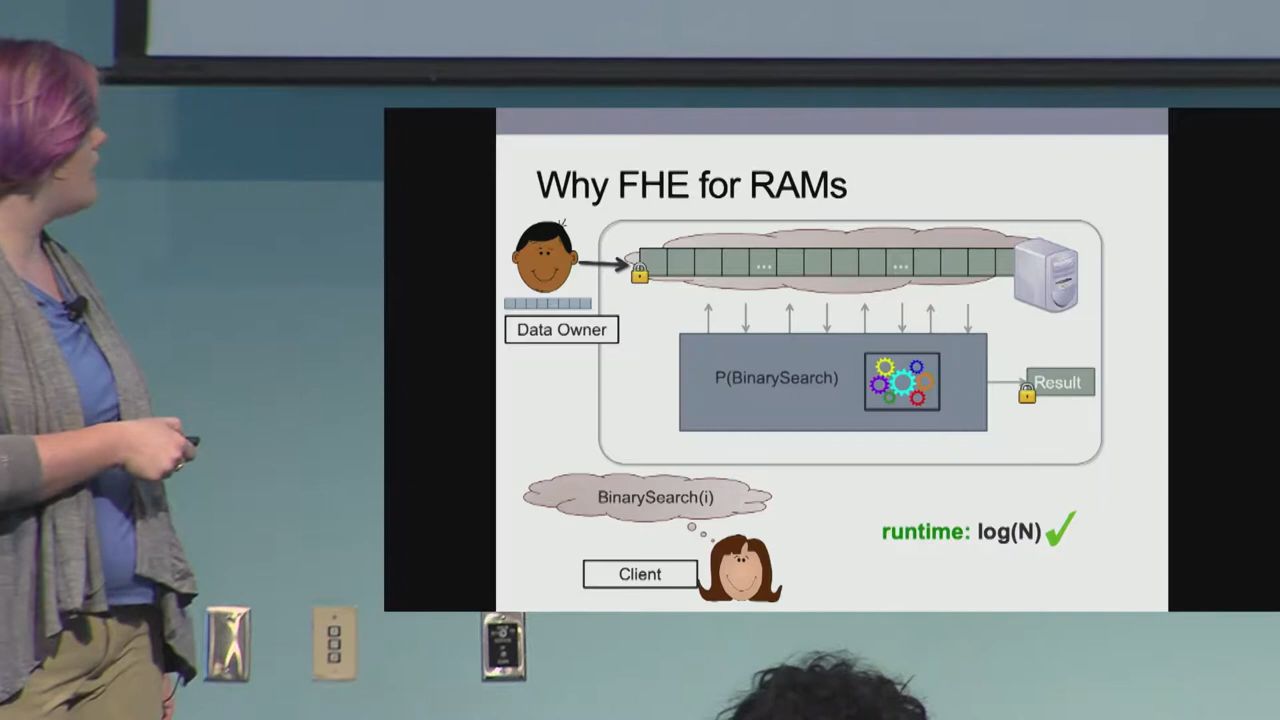 Why FHE for RAMs
...
...
Data Owner
P(BinarySearch)
Result
BinarySearch(i)
runtime: log(N)
Client